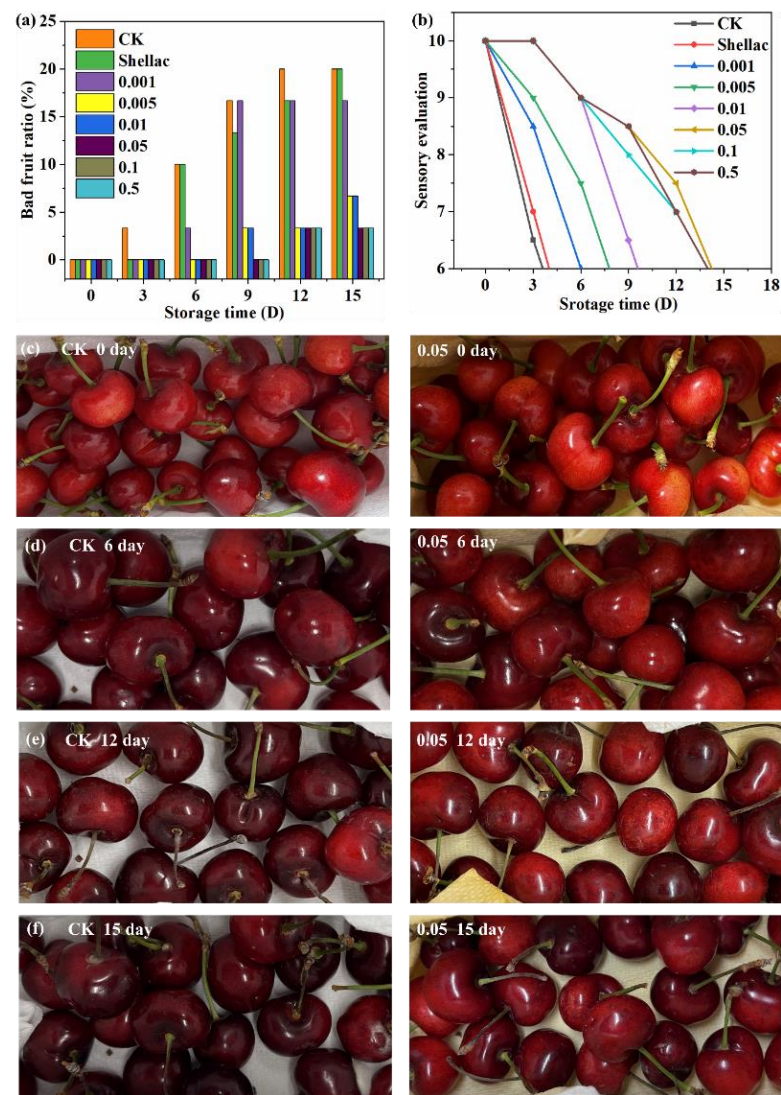 (a)
25
20
15
10
5
0
Bad fruit ratio (%)
CK
Shellac
0.001
0.005
0.01
0.05
0.1
0.5
0 3 6 9 12 15
Storage time (D)
(b)
10
9
8
7
6
Sensory evaluation
CK
Shellac
0.001
0.005
0.01
0.05
0.1
0.5
0 3 6 9 12 15 18
Srotage time (D)
(c) CK 0 day
0.05 0 day
(d) CK 6 day
0.05 6 day
(e) CK 12 day
0.05 12 day
(f) CK 15 day
0.05 15 day